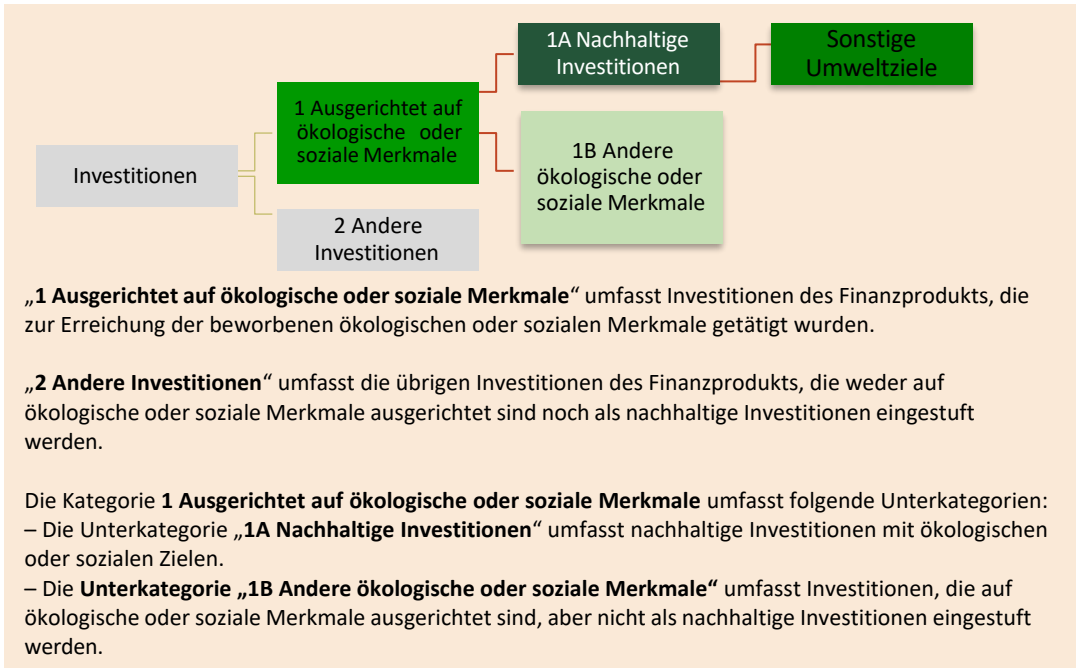 1A Nachhaltige
Investitionen
Sonstige
Umweltziele
1 Ausgerichtet auf
ökologische oder
soziale Merkmale
1B Andere
ökologische oder
soziale Merkmale
Investitionen
2 Andere
Investitionen
„1 Ausgerichtet auf ökologische oder soziale Merkmale“ umfasst Investitionen des Finanzprodukts, die
zur Erreichung der beworbenen ökologischen oder sozialen Merkmale getätigt wurden.
„2 Andere Investitionen“ umfasst die übrigen Investitionen des Finanzprodukts, die weder auf
ökologische oder soziale Merkmale ausgerichtet sind noch als nachhaltige Investitionen eingestuft
werden.
Die Kategorie 1 Ausgerichtet auf ökologische oder soziale Merkmale umfasst folgende Unterkategorien:
– Die Unterkategorie „1A Nachhaltige Investitionen“ umfasst nachhaltige Investitionen mit ökologischen
oder sozialen Zielen.
– Die Unterkategorie „1B Andere ökologische oder soziale Merkmale“ umfasst Investitionen, die auf
ökologische oder soziale Merkmale ausgerichtet sind, aber nicht als nachhaltige Investitionen eingestuft
werden.